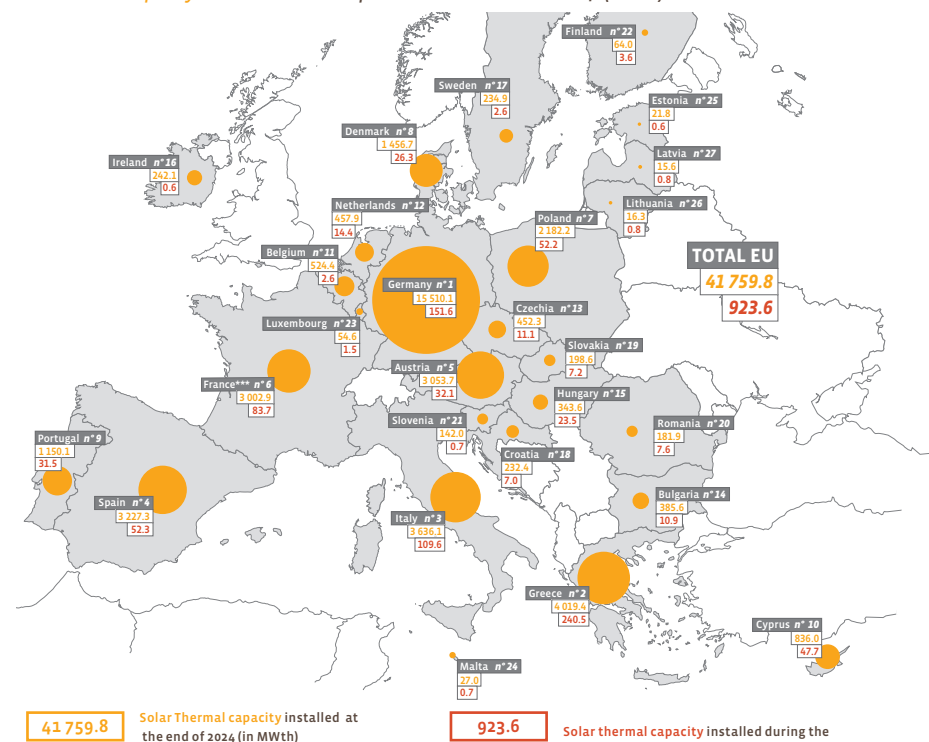 Finland n°22
64.0
3.6
Sweden n°17
234.9
2.6
Estonia n°25
21.8
0.6
Denmark n°8
1 456.7
26.3
Latvia n°27
15.6
0.8
Ireland n°16
242.1
0.6
Netherlands n°12
457.9
14.4
Lithuania n°26
16.3
0.8
Poland n°7
2 182.2
52.2
Belgium n°11
524.4
2.6
TOTAL EU
41 759.8
923.6
Germany n°1
15 510.1
151.6
Czechia n°13
452.3
11.1
Luxembourg n°23
54.6
1.5
Slovakia n°19
198.6
7.2
Austria n°5
3 053.7
32.1
France*** n°6
3 002.9
83.7
Hungary n°15
343.6
23.5
Slovenia n°21
142.0
0.7
Romania n°20
181.9
7.6
Portugal n°9
1 150.1
31.5
Croatia n°18
232.4
7.0
Spain n°4
3 227.3
52.3
Bulgaria n°14
385.6
10.9
Italy n°3
3 636.1
109.6
Greece n°2
4 019.4
240.5
Cyprus n° 10
836.0
47.7
Malta n°24
27.0
0.7
41 759.8
Solar Thermal capacity installed at
the end of 2024 (in MWth)
923.6
Solar thermal capacity installed during the